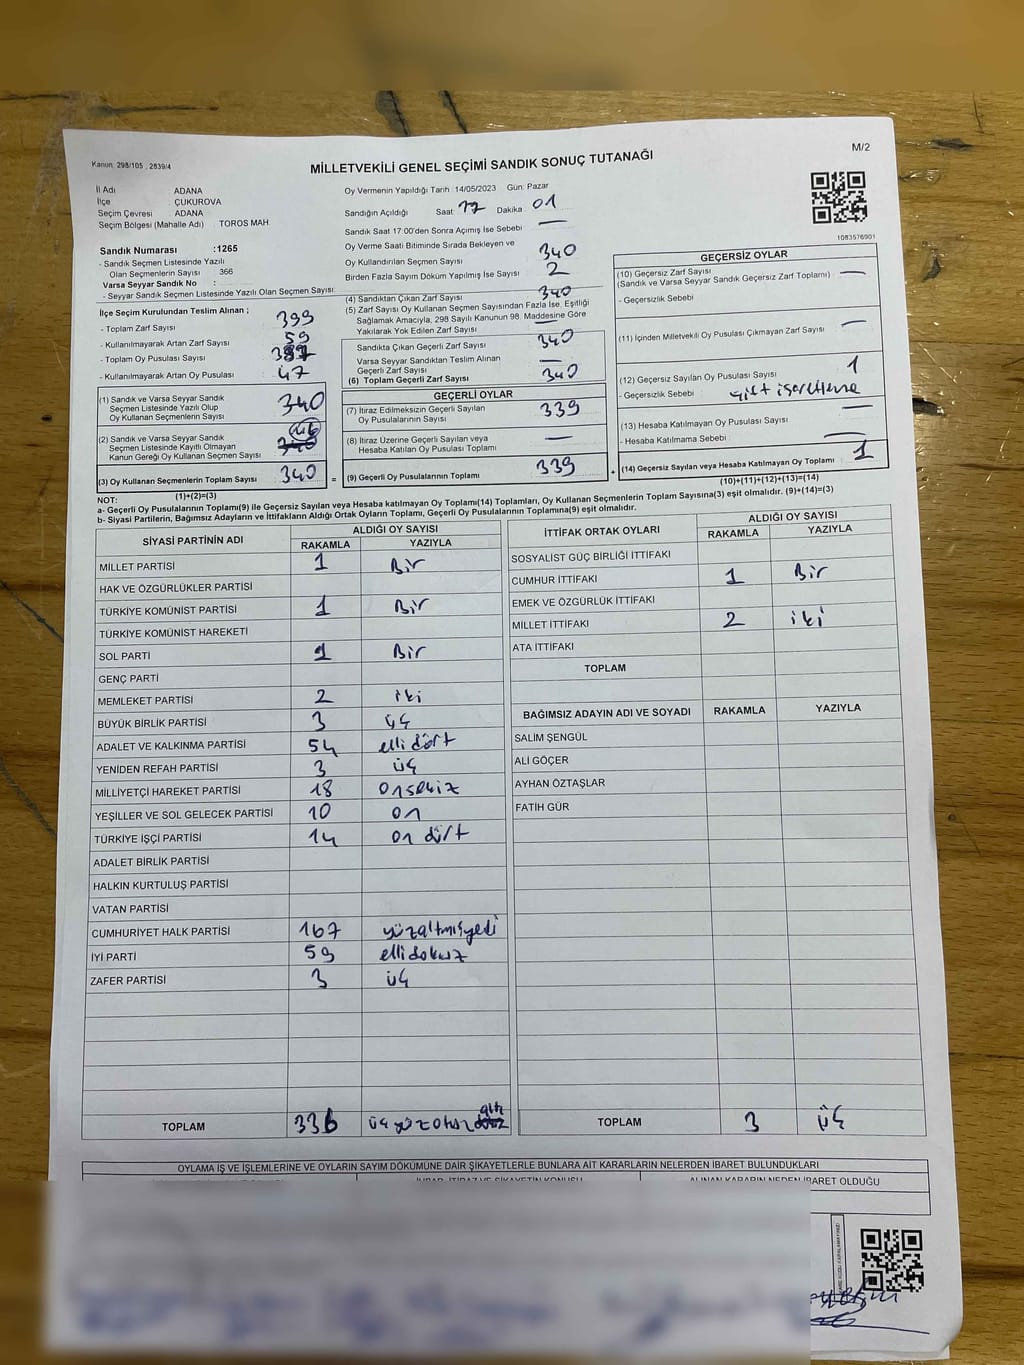 Kanun: 298/105 , 2839/4
MİLLETVEKİLİ GENEL SEÇİMİ SANDIK SONUÇ TUTANAĞI
M/2
İl Adı ADANA
İlçe ÇUKUROVA
Seçim Çevresi ADANA
Seçim Bölgesi (Mahalle Adı) TOROS MAH.
Sandık Numarası :1265
- Sandık Seçmen Listesinde Yazılı
Olan Seçmenlerin Sayısı 366
Varsa Seyyar Sandık No :
- Seyyar Sandık Seçmen Listesinde Yazılı Olan Seçmen Sayısı:
İlçe Seçim Kurulundan Teslim Alınan ;
- Toplam Zarf Sayısı 399
- Kullanılmayarak Artan Zarf Sayısı 59
- Toplam Oy Pusulası Sayısı
- Kullanılmayarak Artan Oy Pusulası 47
(1) Sandık ve Varsa Seyyar Sandık
Seçmen Listesinde Yazılı Olup
Oy Kullanan Seçmenlerin Sayısı 340
(2) Sandık ve Varsa Seyyar Sandık
Seçmen Listesinde Kayıtlı Olmayan
Kanun Gereği Oy Kullanan Seçmen Sayısı
(3) Oy Kullanan Seçmenlerin Toplam Sayısı 340 =
(1)+(2)=(3)
Oy Vermenin Yapıldığı Tarih: 14/05/2023 Gün: Pazar
Sandığın Açıldığı Saat: 17 Dakika: 01
Sandık Saat 17:00'den Sonra Açımış İse Sebebi —
Oy Verme Saati Bitiminde Sırada Bekleyen ve
Oy Kullandırılan Seçmen Sayısı 340
Birden Fazla Sayım Döküm Yapılmış İse Sayısı 2
(4) Sandıktan Çıkan Zarf Sayısı 340
(5) Zarf Sayısı Oy Kullanan Seçmen Sayısından Fazla İse, Eşitliği
Sağlamak Amacıyla, 298 Sayılı Kanunun 98. Maddesine Göre
Yakılarak Yok Edilen Zarf Sayısı —
Sandıkta Çıkan Geçerli Zarf Sayısı 340
Varsa Seyyar Sandıktan Teslim Alınan
Geçerli Zarf Sayısı —
(6) Toplam Geçerli Zarf Sayısı 340
GEÇERLİ OYLAR
(7) İtiraz Edilmeksizin Geçerli Sayılan
Oy Pusulalarının Sayısı 339
(8) İtiraz Üzerine Geçerli Sayılan veya
Hesaba Katılan Oy Pusulası Toplamı —
(9) Geçerli Oy Pusulalarının Toplamı 339 +
1083576901
GEÇERSİZ OYLAR
(10) Geçersiz Zarf Sayısı —
(Sandık ve Varsa Seyyar Sandık Geçersiz Zarf Toplamı)
- Geçersizlik Sebebi
(11) İçinden Milletvekili Oy Pusulası Çıkmayan Zarf Sayısı —
(12) Geçersiz Sayılan Oy Pusulası Sayısı 1
- Geçersizlik Sebebi çift işaretleme
(13) Hesaba Katılmayan Oy Pusulası Sayısı —
- Hesaba Katılmama Sebebi —
(14) Geçersiz Sayılan veya Hesaba Katılmayan Oy Toplamı 1
(10)+(11)+(12)+(13)=(14)
NOT:
a- Geçerli Oy Pusulalarının Toplamı(9) ile Geçersiz Sayılan veya Hesaba katılmayan Oy Toplamı(14) Toplamları, Oy Kullanan Seçmenlerin Toplam Sayısına(3) eşit olmalıdır. (9)+(14)=(3)
b- Siyasi Partilerin, Bağımsız Adayların ve İttifakların Aldığı Ortak Oyların Toplamı, Geçerli Oy Pusulalarının Toplamına(9) eşit olmalıdır.
SİYASİ PARTİNİN ADI ALDIĞI OY SAYISI
RAKAMLA YAZIYLA
MİLLET PARTİSİ 1 Bir
HAK VE ÖZGÜRLÜKLER PARTİSİ
TÜRKİYE KOMÜNİST PARTİSİ 1 Bir
TÜRKİYE KOMÜNİST HAREKETİ
SOL PARTİ 1 Bir
GENÇ PARTİ
MEMLEKET PARTİSİ 2 iki
BÜYÜK BİRLİK PARTİSİ 3 üç
ADALET VE KALKINMA PARTİSİ 54 elli dört
YENİDEN REFAH PARTİSİ 3 üç
MİLLİYETÇİ HAREKET PARTİSİ 18 onsekiz
YEŞİLLER VE SOL GELECEK PARTİSİ 10 on
TÜRKİYE İŞÇİ PARTİSİ 14 on dört
ADALET BİRLİK PARTİSİ
HALKIN KURTULUŞ PARTİSİ
VATAN PARTİSİ
CUMHURİYET HALK PARTİSİ 167 yüzaltmışyedi
İYİ PARTİ 59 ellidokuz
ZAFER PARTİSİ 3 üç
TOPLAM 336 üçyüzotuz altı
İTTİFAK ORTAK OYLARI ALDIĞI OY SAYISI
RAKAMLA YAZIYLA
SOSYALİST GÜÇ BİRLİĞİ İTTİFAKI
CUMHUR İTTİFAKI 1 Bir
EMEK VE ÖZGÜRLÜK İTTİFAKI
MİLLET İTTİFAKI 2 iki
ATA İTTİFAKI
TOPLAM
BAĞIMSIZ ADAYIN ADI VE SOYADI RAKAMLA YAZIYLA
SALİM ŞENGÜL
ALİ GÖÇER
AYHAN ÖZTAŞLAR
FATİH GÜR
TOPLAM 3 üç
OYLAMA İŞ VE İŞLEMLERİNE VE OYLARIN SAYIM DÖKÜMÜNE DAİR ŞİKAYETLERLE BUNLARA AİT KARARLARIN NELERDEN İBARET BULUNDUKLARI
İHBAR, İTİRAZ VE ŞİKAYETİN KONUSU ALINAN KARARIN NEDEN İBARET OLDUĞU